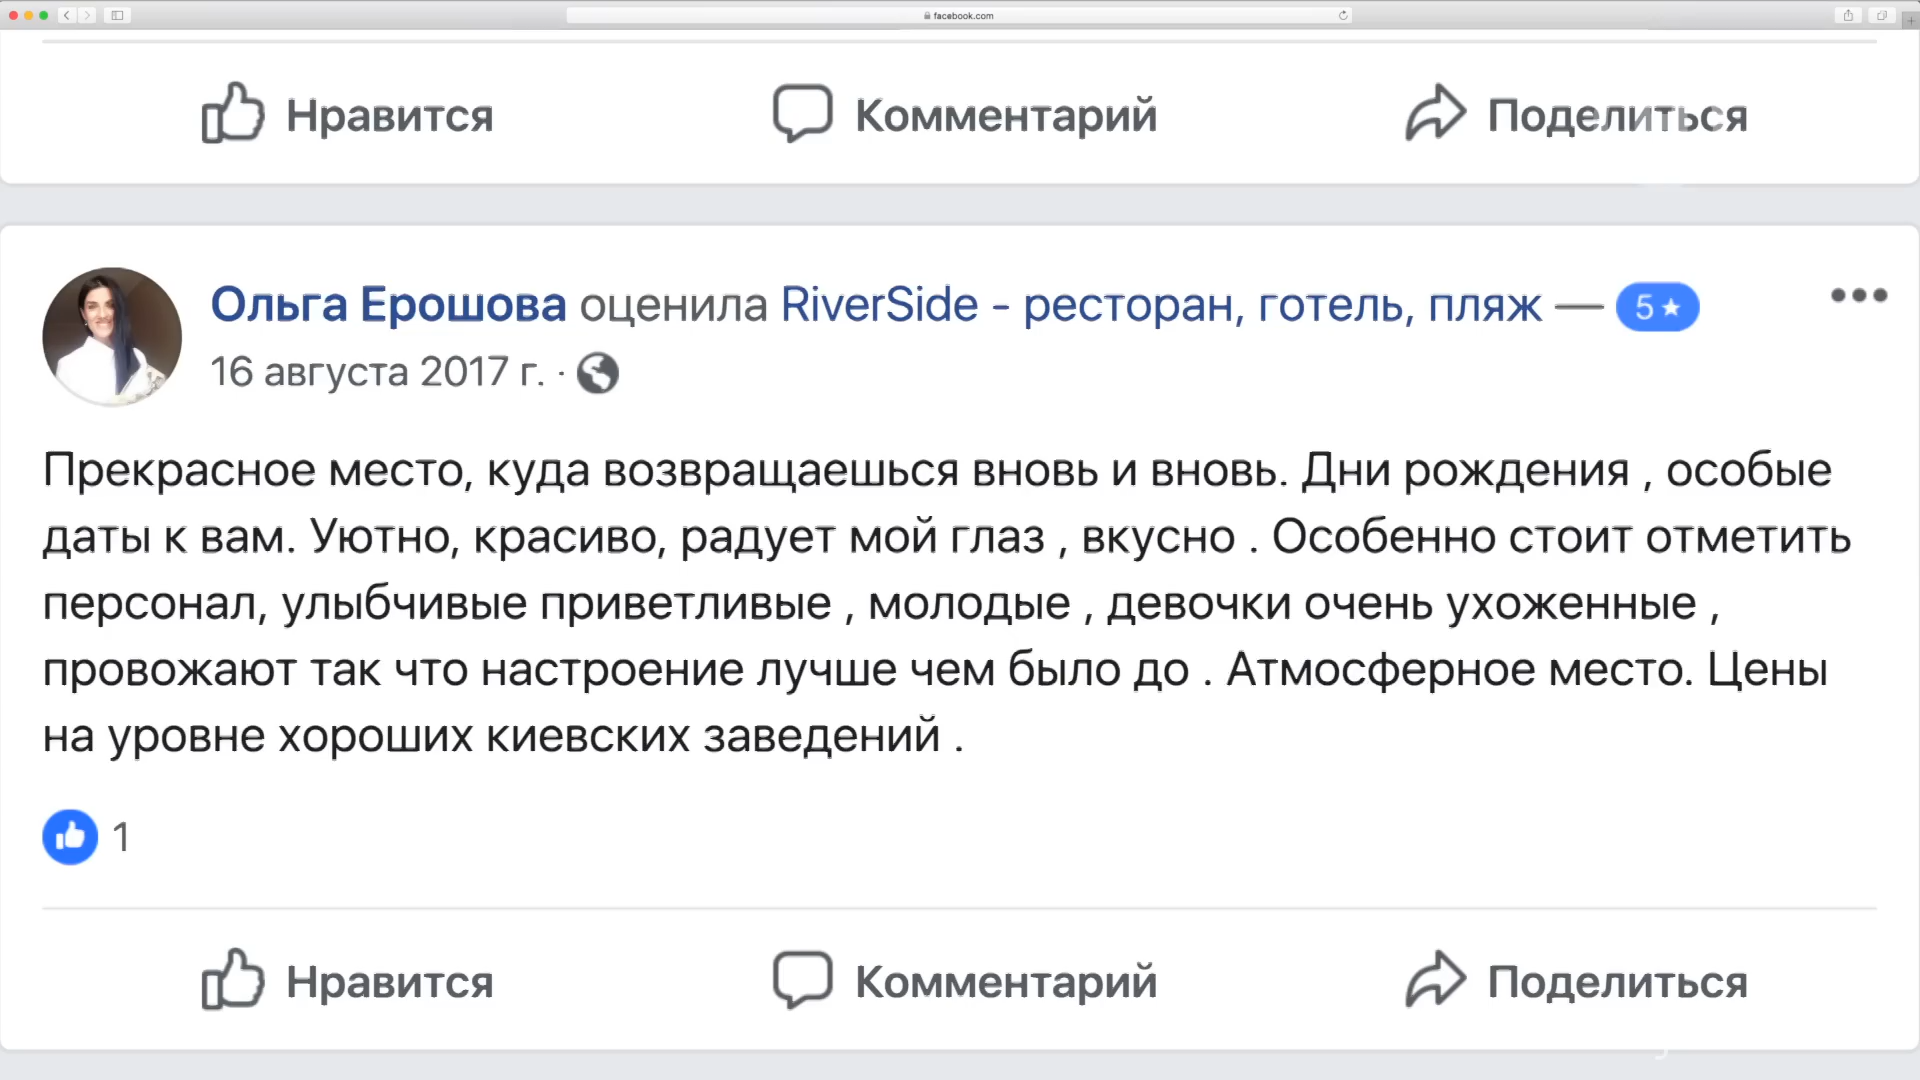 facebook.com
Нравится Комментарий Поделиться
Ольга Ерошова оценила RiverSide - ресторан, готель, пляж — 5
16 августа 2017 г. ·
Прекрасное место, куда возвращаешься вновь и вновь. Дни рождения , особые
даты к вам. Уютно, красиво, радует мой глаз , вкусно . Особенно стоит отметить
персонал, улыбчивые приветливые , молодые , девочки очень ухоженные ,
провожают так что настроение лучше чем было до . Атмосферное место. Цены
на уровне хороших киевских заведений .
1
Нравится Комментарий Поделиться